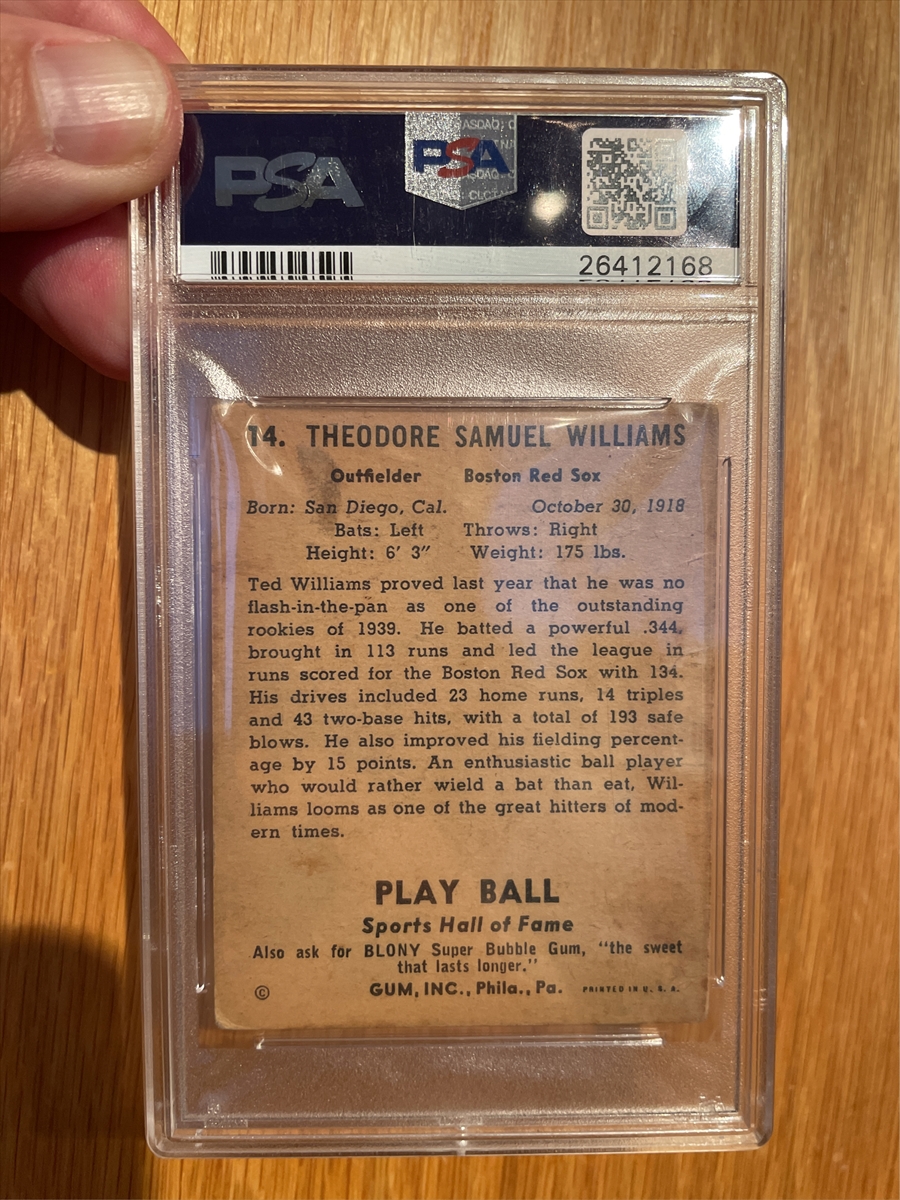 PSA
PSA
26412168
14. THEODORE SAMUEL WILLIAMS
Outfielder Boston Red Sox
Born: San Diego, Cal. October 30, 1918
Bats: Left Throws: Right
Height: 6' 3" Weight: 175 lbs.
Ted Williams proved last year that he was no
flash-in-the-pan as one of the outstanding
rookies of 1939. He batted a powerful .344,
brought in 113 runs and led the league in
runs scored for the Boston Red Sox with 134.
His drives included 23 home runs, 14 triples
and 43 two-base hits, with a total of 193 safe
blows. He also improved his fielding percent-
age by 15 points. An enthusiastic ball player
who would rather wield a bat than eat, Wil-
liams looms as one of the great hitters of mod-
ern times.
PLAY BALL
Sports Hall of Fame
Also ask for BLONY Super Bubble Gum, "the sweet
that lasts longer."
© GUM, INC., Phila., Pa. PRINTED IN U. S. A.